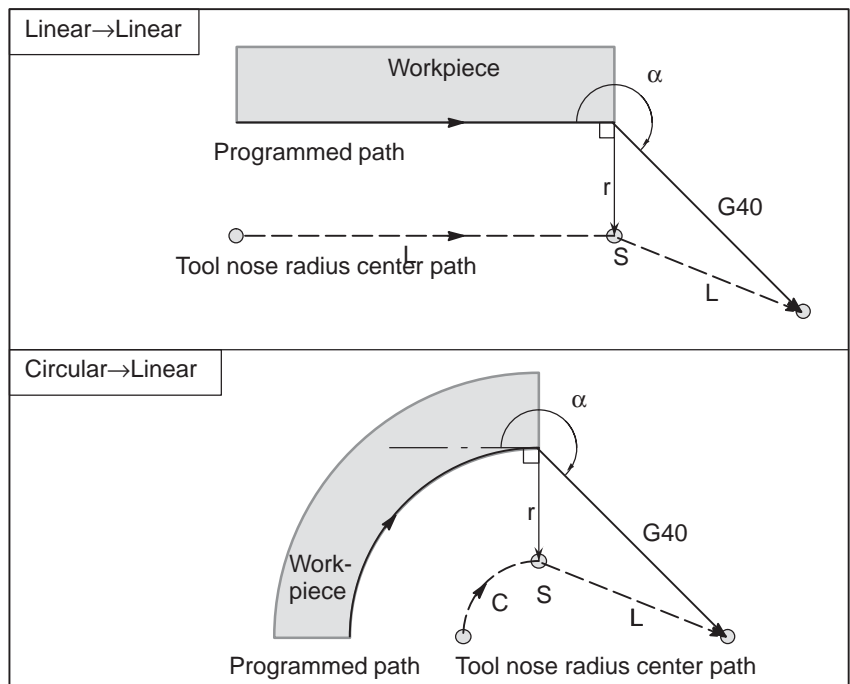 Linear→Linear
Workpiece
α
Programmed path
r
G40
L
Tool nose radius center path
S
L
Circular→Linear
α
r
G40
Work-
piece
C
S
L
Programmed path
Tool nose radius center path